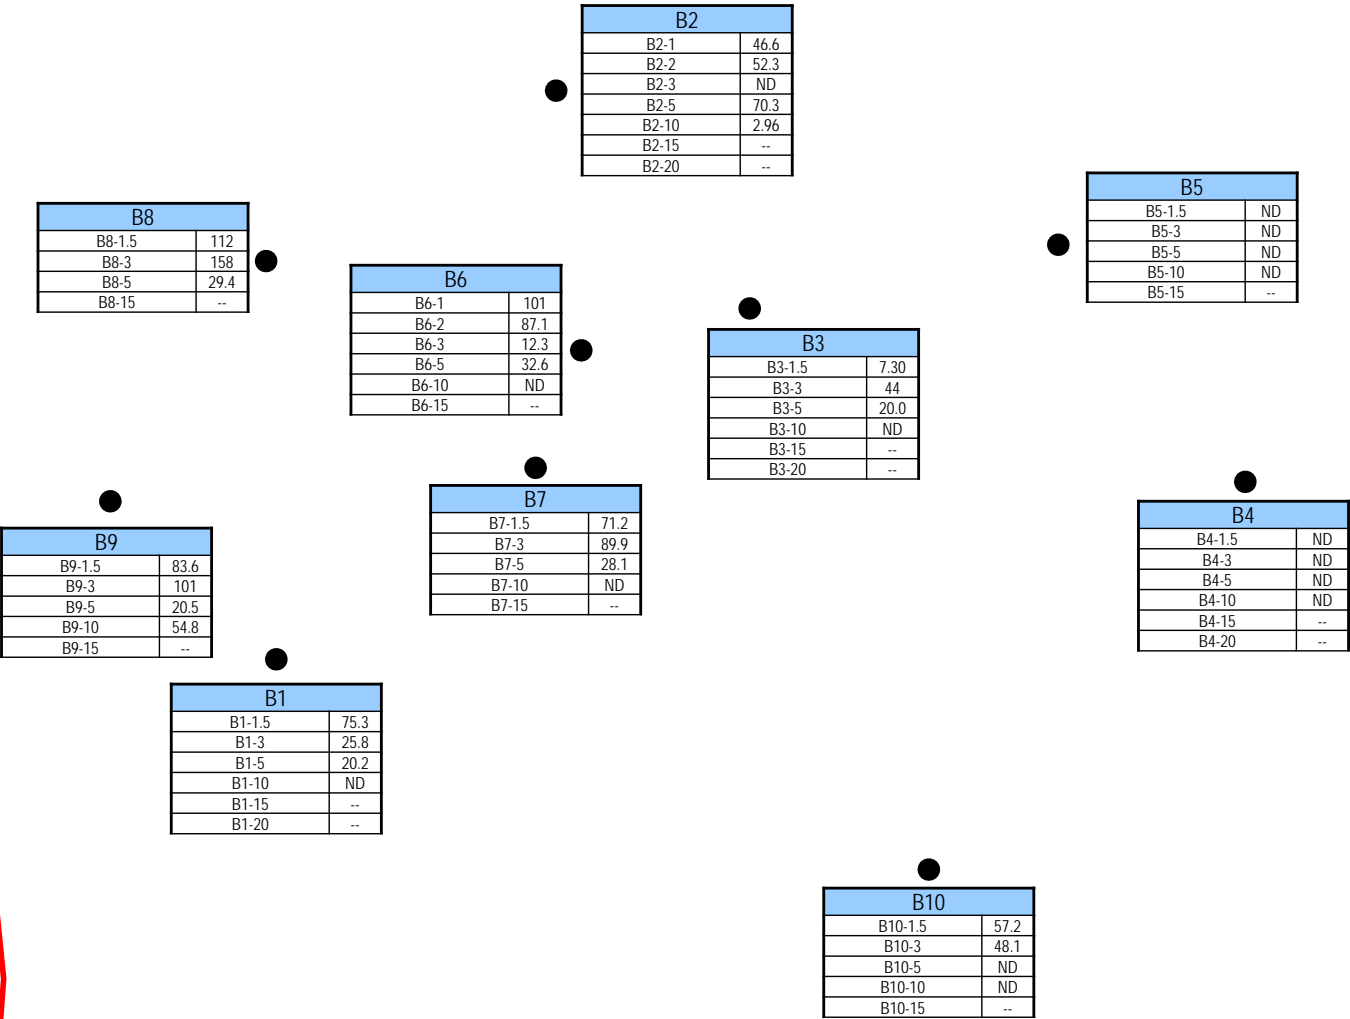 B2
B2-1 46.6
B2-2 52.3
B2-3 ND
B2-5 70.3
B2-10 2.96
B2-15 --
B2-20 --
B5
B5-1.5 ND
B5-3 ND
B5-5 ND
B5-10 ND
B5-15 --
B8
B8-1.5 112
B8-3 158
B8-5 29.4
B8-15 --
B6
B6-1 101
B6-2 87.1
B6-3 12.3
B6-5 32.6
B6-10 ND
B6-15 --
B3
B3-1.5 7.30
B3-3 44
B3-5 20.0
B3-10 ND
B3-15 --
B3-20 --
B7
B7-1.5 71.2
B7-3 89.9
B7-5 28.1
B7-10 ND
B7-15 --
B4
B4-1.5 ND
B4-3 ND
B4-5 ND
B4-10 ND
B4-15 --
B4-20 --
B9
B9-1.5 83.6
B9-3 101
B9-5 20.5
B9-10 54.8
B9-15 --
B1
B1-1.5 75.3
B1-3 25.8
B1-5 20.2
B1-10 ND
B1-15 --
B1-20 --
B10
B10-1.5 57.2
B10-3 48.1
B10-5 ND
B10-10 ND
B10-15 --